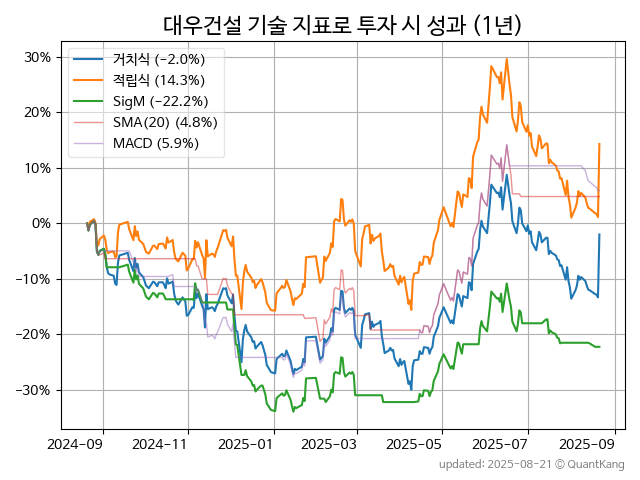 대우건설 기술 지표로 투자 시 성과 (1년)
30%
20%
10%
0%
−10%
−20%
−30%
거치식 (−2.0%)
적립식 (14.3%)
SigM (−22.2%)
SMA(20) (4.8%)
MACD (5.9%)
2024-09 2024-11 2025-01 2025-03 2025-05 2025-07 2025-09
updated: 2025-08-21 © QuantKang